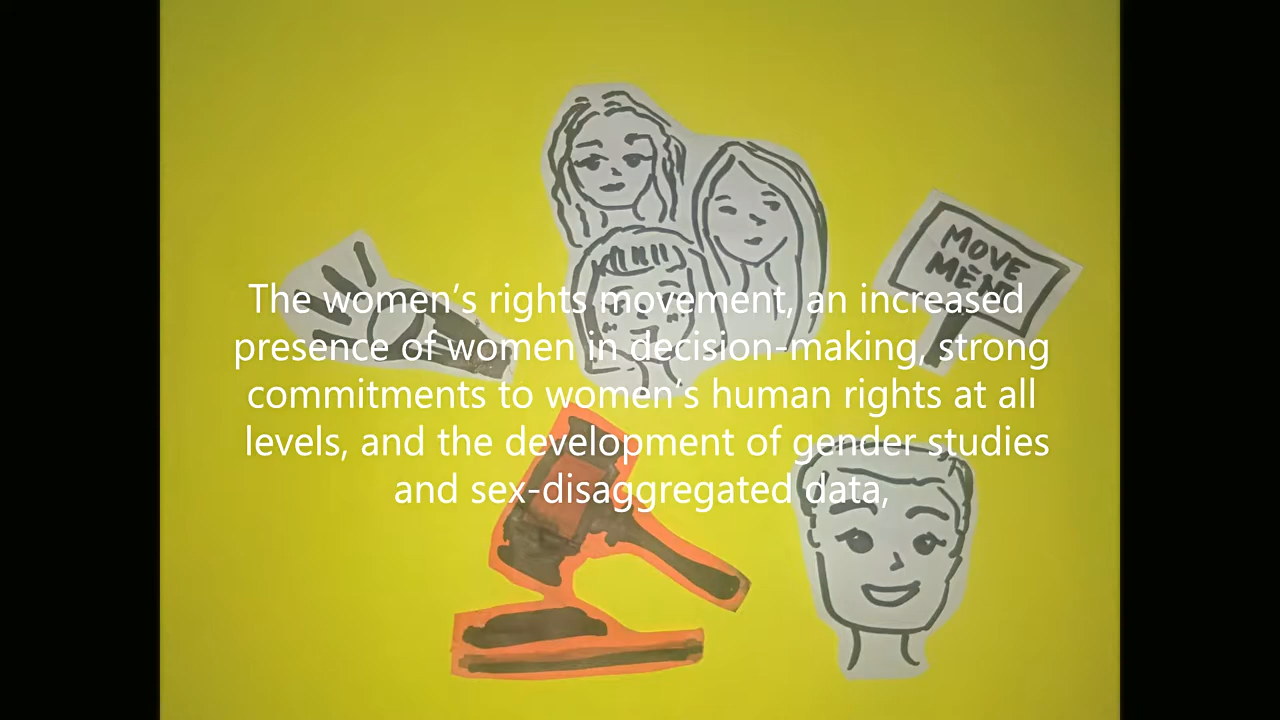 MOVE
MEN
The women’s rights movement, an increased
presence of women in decision-making, strong
commitments to women’s human rights at all
levels, and the development of gender studies
and sex-disaggregated data,